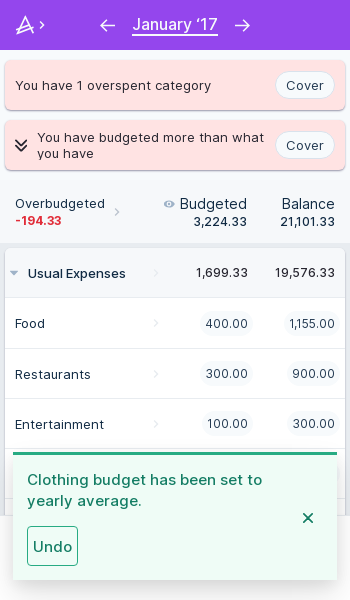 January ‘17
You have 1 overspent category
Cover
You have budgeted more than what
you have
Cover
Overbudgeted
Budgeted
Balance
-194.33
3,224.33
21,101.33
Usual Expenses
1,699.33
19,576.33
Food
400.00
1,155.00
Restaurants
300.00
900.00
Entertainment
100.00
300.00
Clothing budget has been set to
yearly average.
Undo